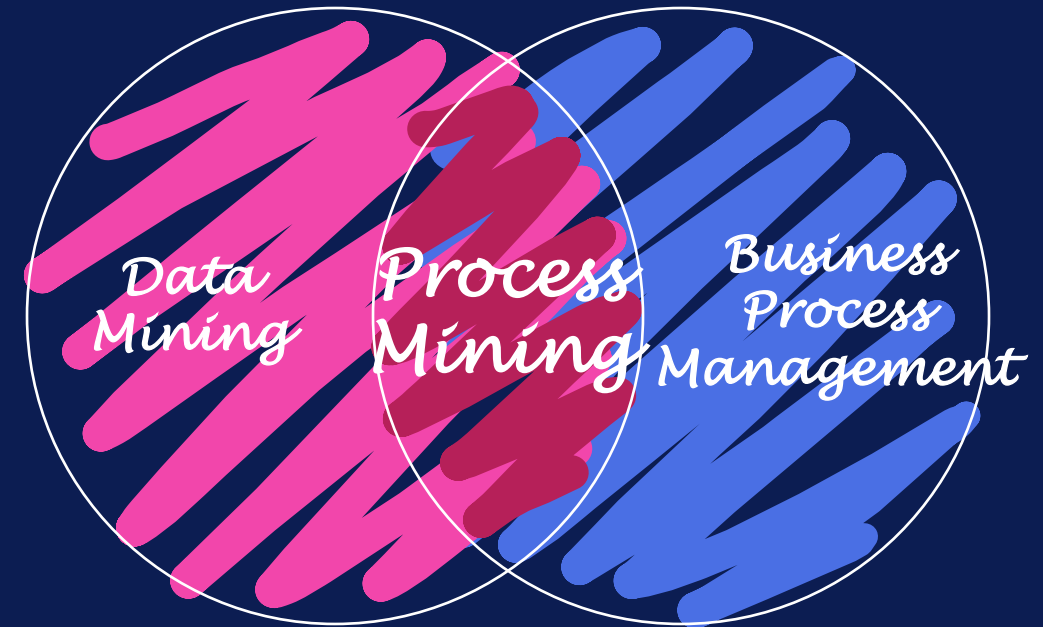 Data
Mining
Process
Mining
Business
Process
Management